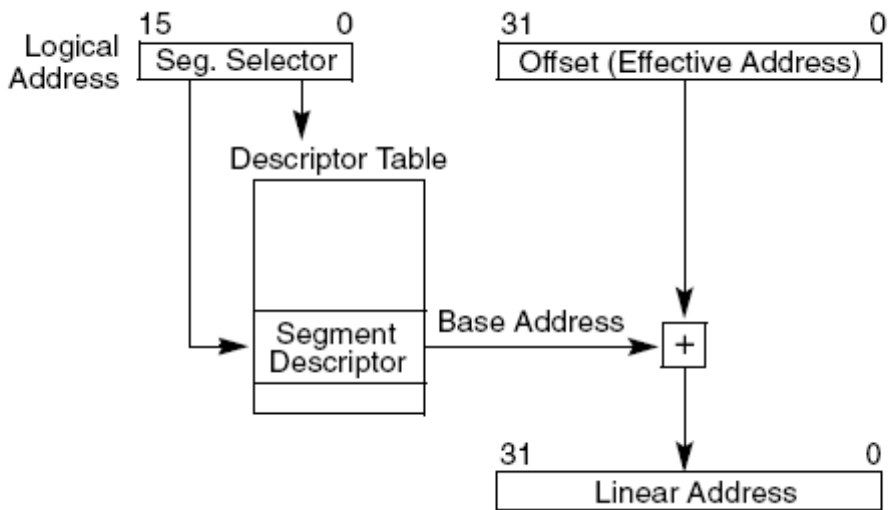 15 0 31 0
Logical Address
Seg. Selector
Offset (Effective Address)
Descriptor Table
Segment Descriptor
Base Address
+
31 0
Linear Address